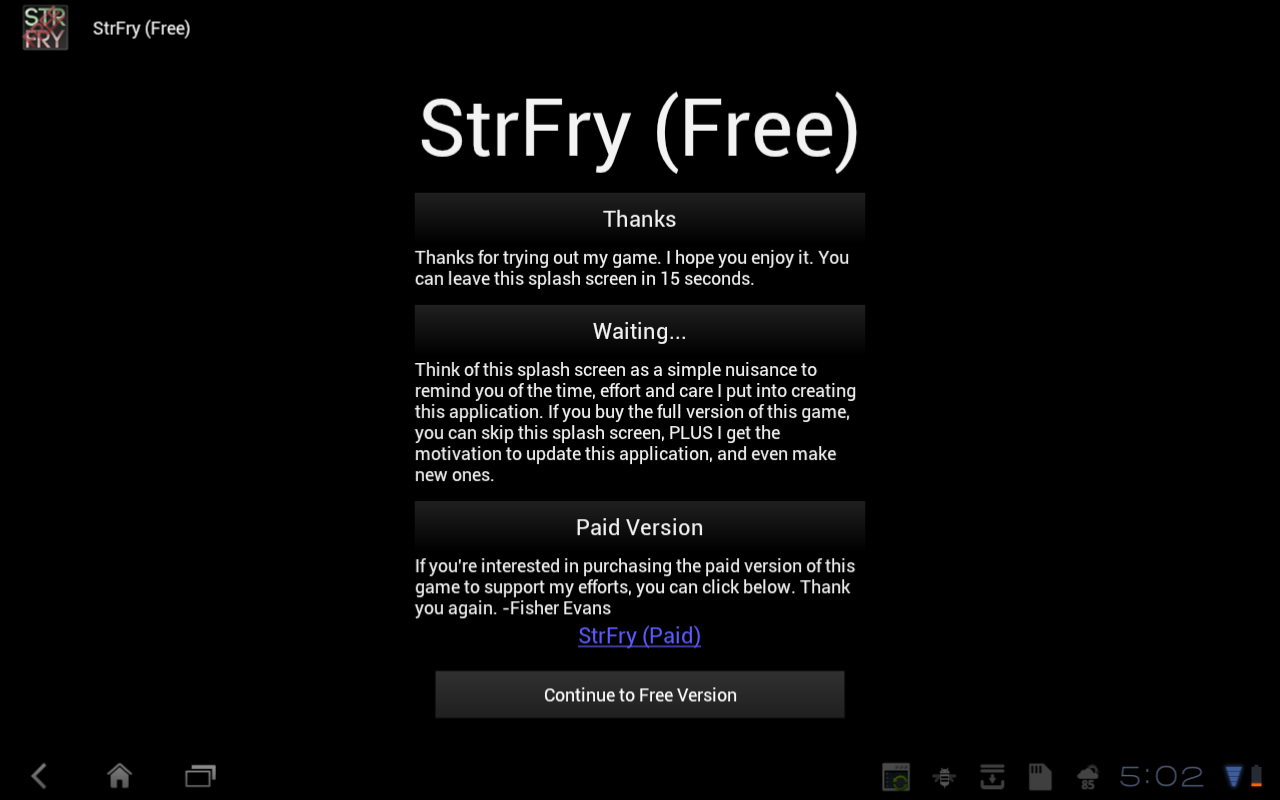 STR
FRY
StrFry (Free)
StrFry (Free)
Thanks
Thanks for trying out my game. I hope you enjoy it. You
can leave this splash screen in 15 seconds.
Waiting...
Think of this splash screen as a simple nuisance to
remind you of the time, effort and care I put into creating
this application. If you buy the full version of this game,
you can skip this splash screen, PLUS I get the
motivation to update this application, and even make
new ones.
Paid Version
If you're interested in purchasing the paid version of this
game to support my efforts, you can click below. Thank
you again. -Fisher Evans
StrFry (Paid)
Continue to Free Version
85
5:02